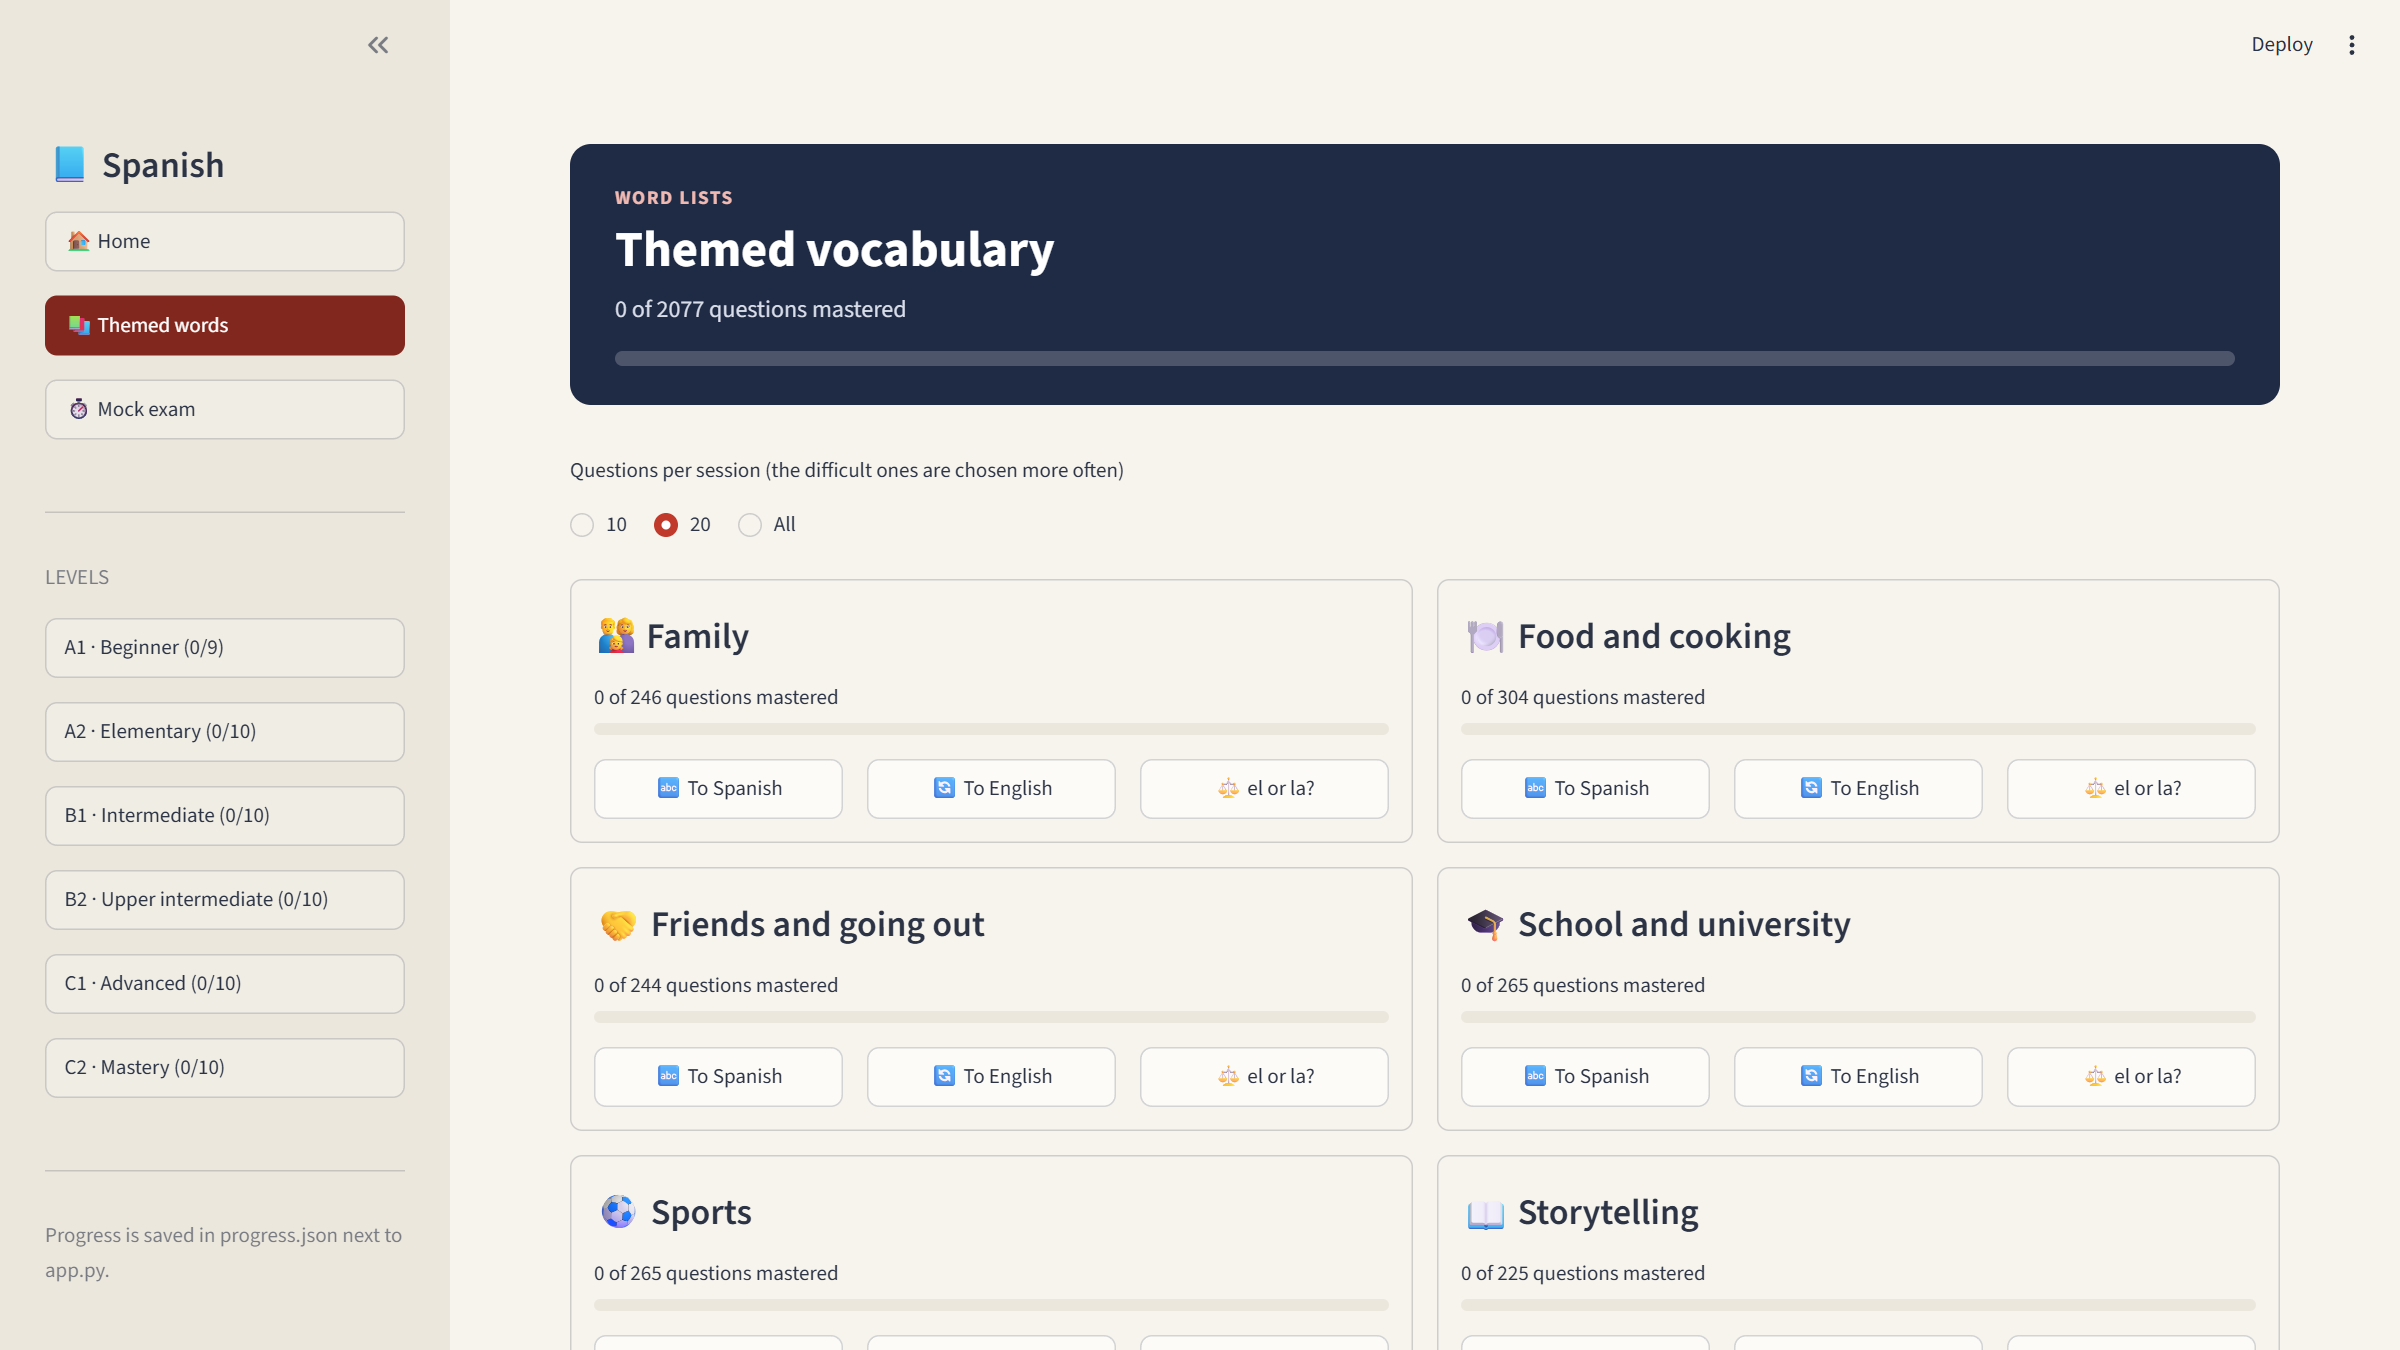 Deploy
Spanish
Home
Themed words
Mock exam
LEVELS
A1 · Beginner (0/9)
A2 · Elementary (0/10)
B1 · Intermediate (0/10)
B2 · Upper intermediate (0/10)
C1 · Advanced (0/10)
C2 · Mastery (0/10)
Progress is saved in progress.json next to
app.py.
WORD LISTS
Themed vocabulary
0 of 2077 questions mastered
Questions per session (the difficult ones are chosen more often)
10 20 All
Family
0 of 246 questions mastered
abc To Spanish To English el or la?
Food and cooking
0 of 304 questions mastered
abc To Spanish To English el or la?
Friends and going out
0 of 244 questions mastered
abc To Spanish To English el or la?
School and university
0 of 265 questions mastered
abc To Spanish To English el or la?
Sports
0 of 265 questions mastered
Storytelling
0 of 225 questions mastered